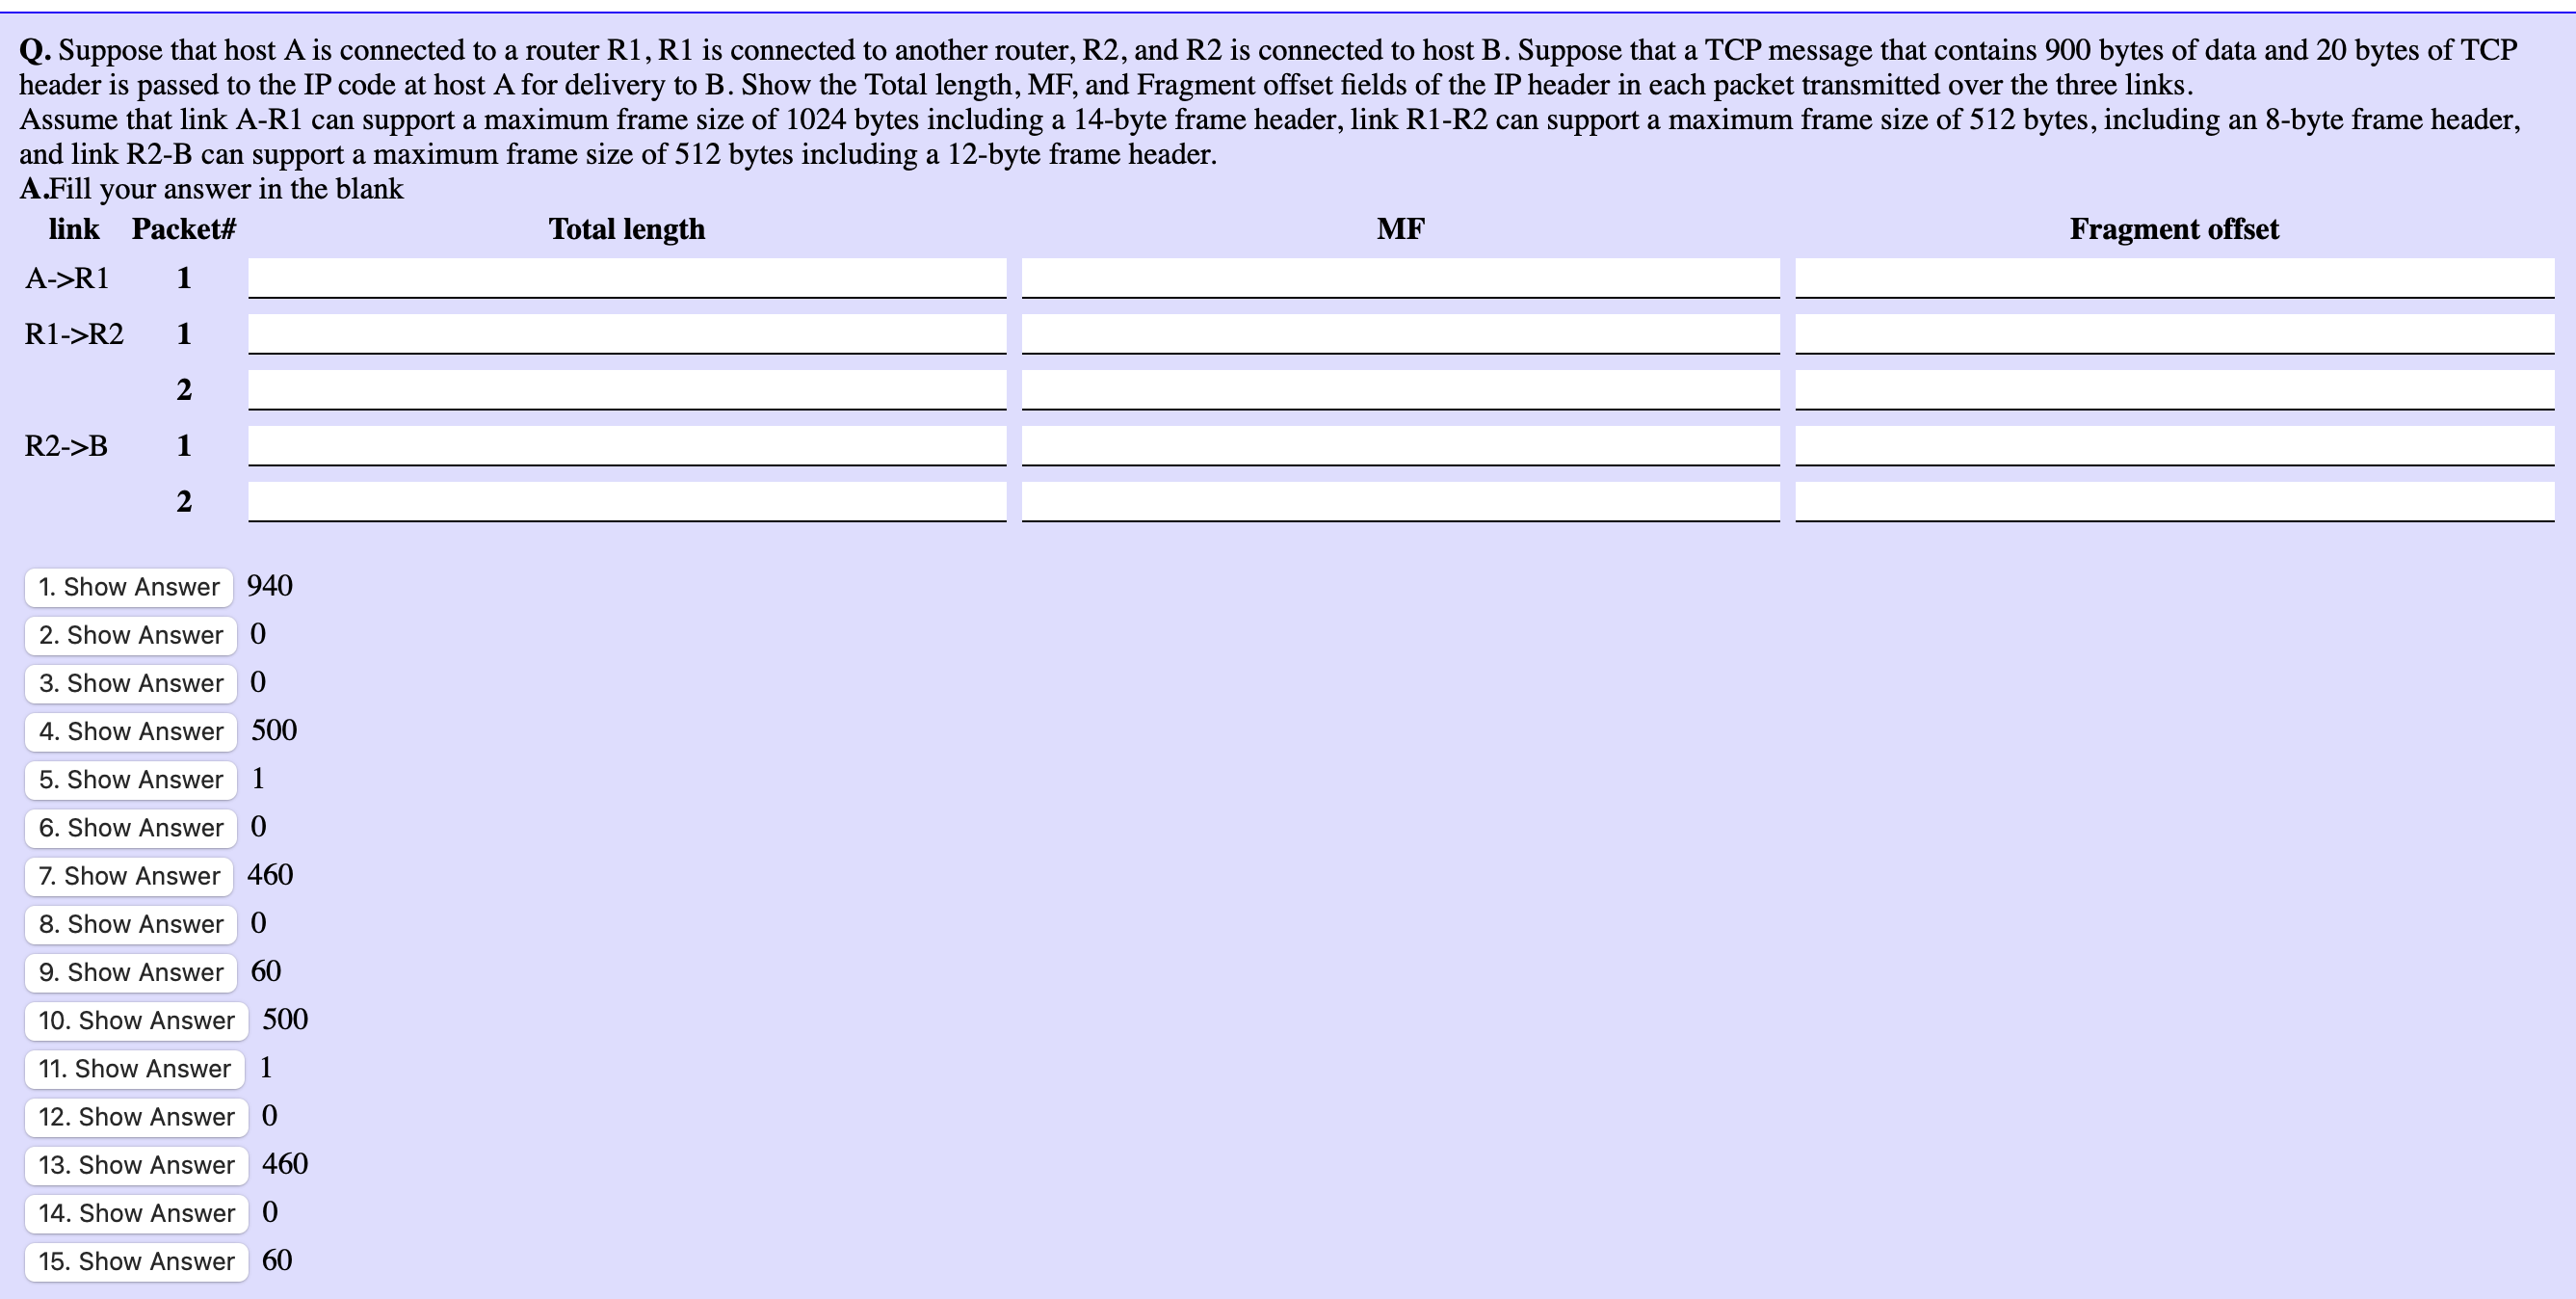 Q. Suppose that host A is connected to a router R1, R1 is connected to another router, R2, and R2 is connected to host B. Suppose that a TCP message that contains 900 bytes of data and 20 bytes of TCP
header is passed to the IP code at host A for delivery to B. Show the Total length, MF, and Fragment offset fields of the IP header in each packet transmitted over the three links.
Assume that link A-R1 can support a maximum frame size of 1024 bytes including a 14-byte frame header, link R1-R2 can support a maximum frame size of 512 bytes, including an 8-byte frame header,
and link R2-B can support a maximum frame size of 512 bytes including a 12-byte frame header.
A.Fill your answer in the blank
link Packet# Total length MF Fragment offset
A->R1 1
R1->R2 1
2
R2->B 1
2
1. Show Answer 940
2. Show Answer 0
3. Show Answer 0
4. Show Answer 500
5. Show Answer 1
6. Show Answer 0
7. Show Answer 460
8. Show Answer 0
9. Show Answer 60
10. Show Answer 500
11. Show Answer 1
12. Show Answer 0
13. Show Answer 460
14. Show Answer 0
15. Show Answer 60